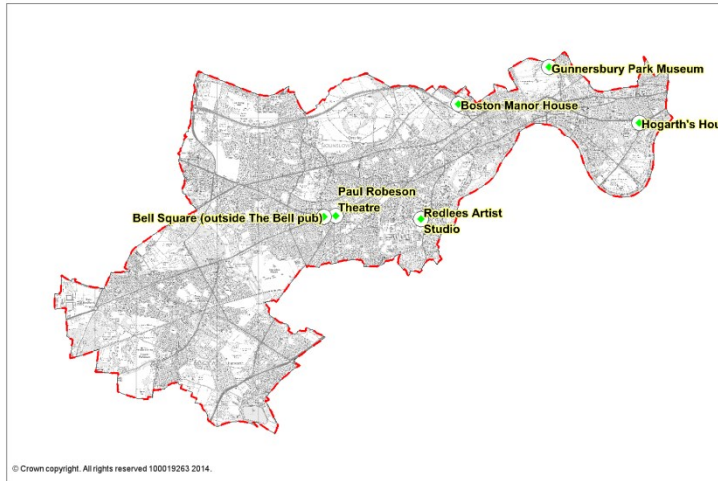 Gunnersbury Park Museum
Boston Manor House
Hogarth's Hou
Paul Robeson
Theatre
Bell Square (outside The Bell pub)
Redlees Artist
Studio
© Crown copyright. All rights reserved 100019263 2014.